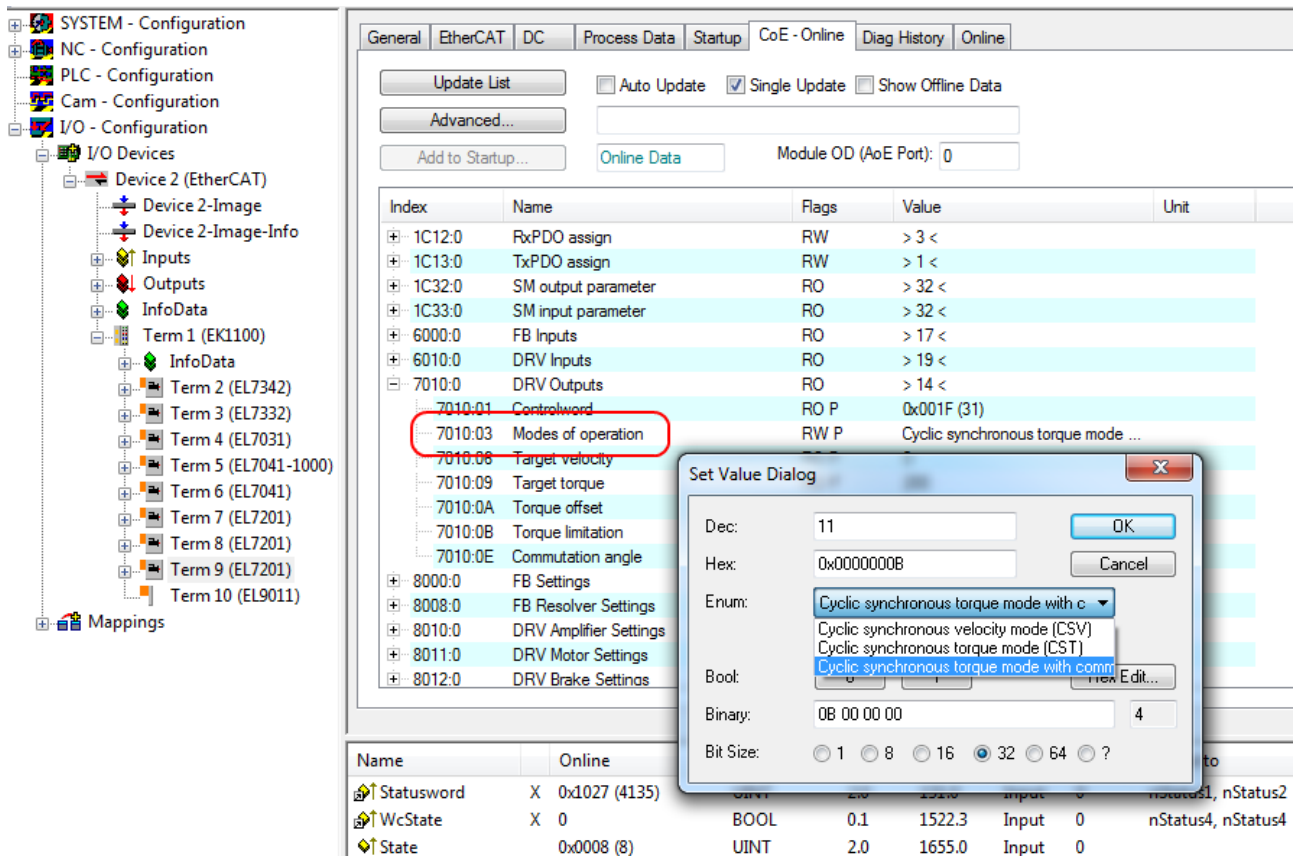 SYSTEM - Configuration
NC - Configuration
PLC - Configuration
Cam - Configuration
I/O - Configuration
I/O Devices
Device 2 (EtherCAT)
Device 2-Image
Device 2-Image-Info
Inputs
Outputs
InfoData
Term 1 (EK1100)
InfoData
Term 2 (EL7342)
Term 3 (EL7332)
Term 4 (EL7031)
Term 5 (EL7041-1000)
Term 6 (EL7041)
Term 7 (EL7201)
Term 8 (EL7201)
Term 9 (EL7201)
Term 10 (EL9011)
Mappings
General EtherCAT DC Process Data Startup CoE - Online Diag History Online
Update List Auto Update Single Update Show Offline Data
Advanced...
Add to Startup... Online Data Module OD (AoE Port): 0
Index Name Flags Value Unit
1C12:0 RxPDO assign RW > 3 <
1C13:0 TxPDO assign RW > 1 <
1C32:0 SM output parameter RO > 32 <
1C33:0 SM input parameter RO > 32 <
6000:0 FB Inputs RO > 17 <
6010:0 DRV Inputs RO > 19 <
7010:0 DRV Outputs RO > 14 <
7010:01 Controlword RO P 0x001F (31)
7010:03 Modes of operation RW P Cyclic synchronous torque mode ...
7010:06 Target velocity
7010:09 Target torque
7010:0A Torque offset
7010:0B Torque limitation
7010:0E Commutation angle
8000:0 FB Settings
8008:0 FB Resolver Settings
8010:0 DRV Amplifier Settings
8011:0 DRV Motor Settings
8012:0 DRV Brake Settings
Set Value Dialog
Dec: 11 OK
Hex: 0x0000000B Cancel
Enum: Cyclic synchronous torque mode with c
Cyclic synchronous velocity mode (CSV)
Cyclic synchronous torque mode (CST)
Cyclic synchronous torque mode with comm
Bool: Hex Edit...
Binary: 0B 00 00 00 4
Bit Size: 1 8 16 32 64 ?
Name Online to
Statusword X 0x1027 (4135) UINT 2.0 Input 0 nStatus1, nStatus2
WcState X 0 BOOL 0.1 1522.3 Input 0 nStatus4, nStatus4
State 0x0008 (8) UINT 2.0 1655.0 Input 0